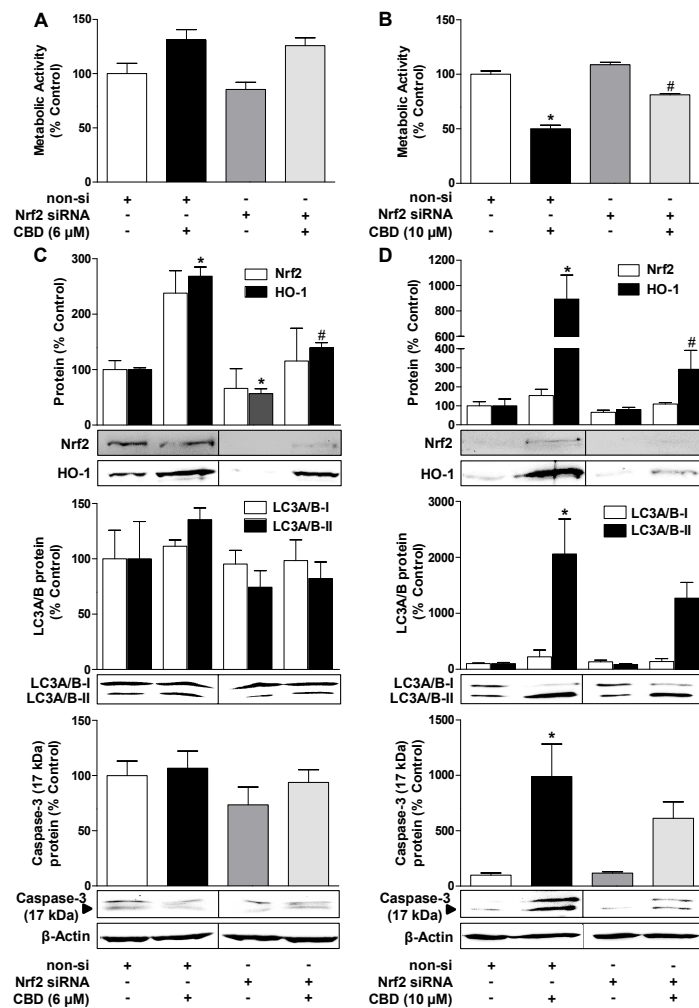 A
Metabolic Activity
(% Control)
150
100
50
0
non-si + + - -
Nrf2 siRNA - - + +
CBD (6 µM) - + - +
B
Metabolic Activity
(% Control)
150
100
50
0
*
#
non-si + + - -
Nrf2 siRNA - - + +
CBD (10 µM) - + - +
C
Protein (% Control)
300
200
100
0
Nrf2
HO-1
*
*
#
Nrf2
HO-1
LC3A/B protein
(% Control)
150
100
50
0
LC3A/B-I
LC3A/B-II
LC3A/B-I
LC3A/B-II
Caspase-3 (17 kDa)
protein (% Control)
150
100
50
0
Caspase-3
(17 kDa)
β-Actin
non-si + + - -
Nrf2 siRNA - - + +
CBD (6 µM) - + - +
D
Protein (% Control)
1200
1000
800
600
400
300
200
100
0
Nrf2
HO-1
*
#
Nrf2
HO-1
LC3A/B protein
(% Control)
3000
2000
1000
0
LC3A/B-I
LC3A/B-II
*
LC3A/B-I
LC3A/B-II
Caspase-3 (17 kDa)
protein (% Control)
1500
1000
500
0
*
Caspase-3
(17 kDa)
β-Actin
non-si + + - -
Nrf2 siRNA - - + +
CBD (10 µM) - + - +